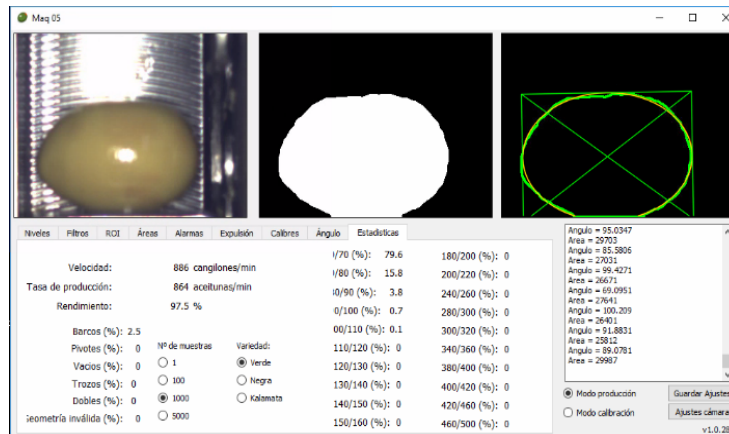 Maq 05
Niveles Filtros ROI Áreas Alarmas Expulsión Calibres Ángulo Estadísticas
Velocidad: 886 cangilones/min
Tasa de producción: 864 aceitunas/min
Rendimiento: 97.5 %
Barcos (%): 2.5
Pivotes (%): 0
Vacios (%): 0
Trozos (%): 0
Dobles (%): 0
Geometría inválida (%): 0
Nº de muestras
1
100
1000
5000
Variedad:
Verde
Negra
Kalamata
/70 (%): 79.6
/80 (%): 15.8
0/90 (%): 3.8
0/100 (%): 0.7
00/110 (%): 0.1
110/120 (%): 0
120/130 (%): 0
130/140 (%): 0
140/150 (%): 0
150/160 (%): 0
180/200 (%): 0
200/220 (%): 0
240/260 (%): 0
280/300 (%): 0
300/320 (%): 0
340/360 (%): 0
380/400 (%): 0
400/420 (%): 0
420/460 (%): 0
460/500 (%): 0
Angulo = 95.0347
Area = 29703
Angulo = 85.5806
Area = 27031
Angulo = 99.4271
Area = 26671
Angulo = 69.0951
Area = 27641
Angulo = 100.209
Area = 26401
Angulo = 91.8831
Area = 25812
Angulo = 89.0781
Area = 29987
Modo producción
Guardar Ajustes
Modo calibración
Ajustes cámara
v1.0.28